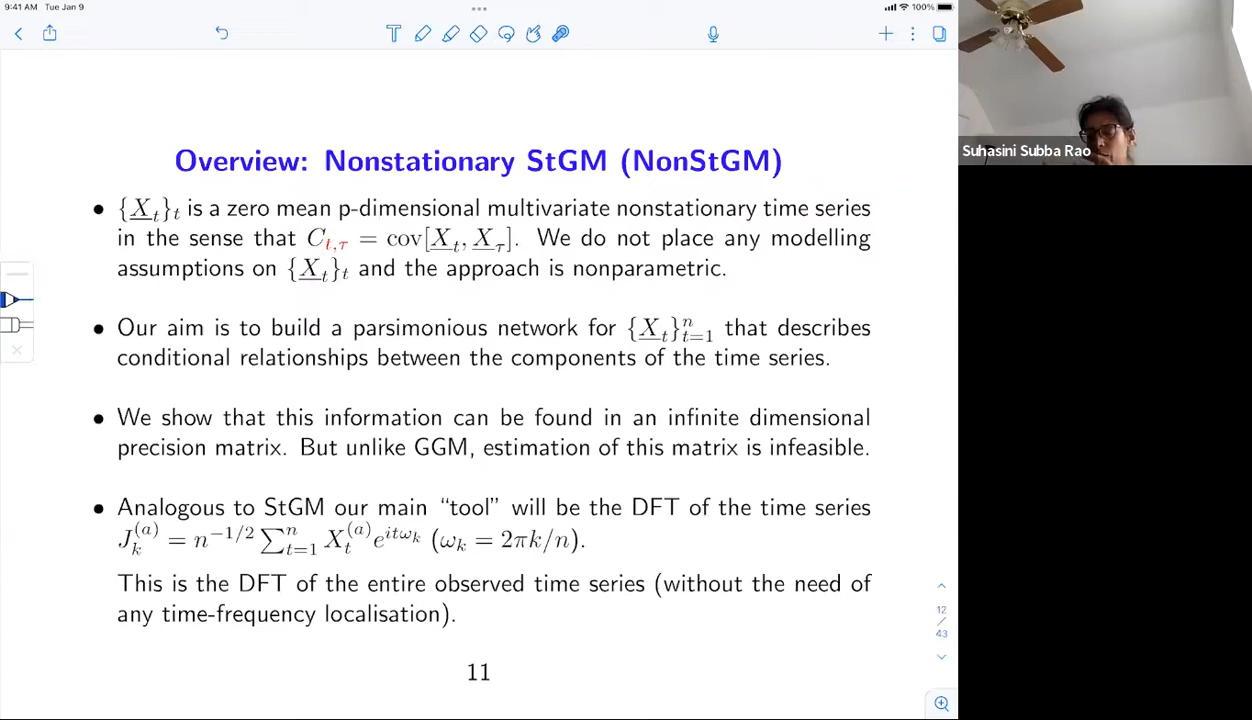 9:41 AM Tue Jan 9
100%
Overview: Nonstationary StGM (NonStGM)
• {X_t}_t is a zero mean p-dimensional multivariate nonstationary time series
in the sense that C_{t,τ} = cov[X_t, X_τ]. We do not place any modelling
assumptions on {X_t}_t and the approach is nonparametric.
• Our aim is to build a parsimonious network for {X_t}_{t=1}^n that describes
conditional relationships between the components of the time series.
• We show that this information can be found in an infinite dimensional
precision matrix. But unlike GGM, estimation of this matrix is infeasible.
• Analogous to StGM our main “tool” will be the DFT of the time series
J_k^{(a)} = n^{-1/2} ∑_{t=1}^n X_t^{(a)} e^{itω_k} (ω_k = 2πk/n).
This is the DFT of the entire observed time series (without the need of
any time-frequency localisation).
11
12
/
43
Suhasini Subba Rao